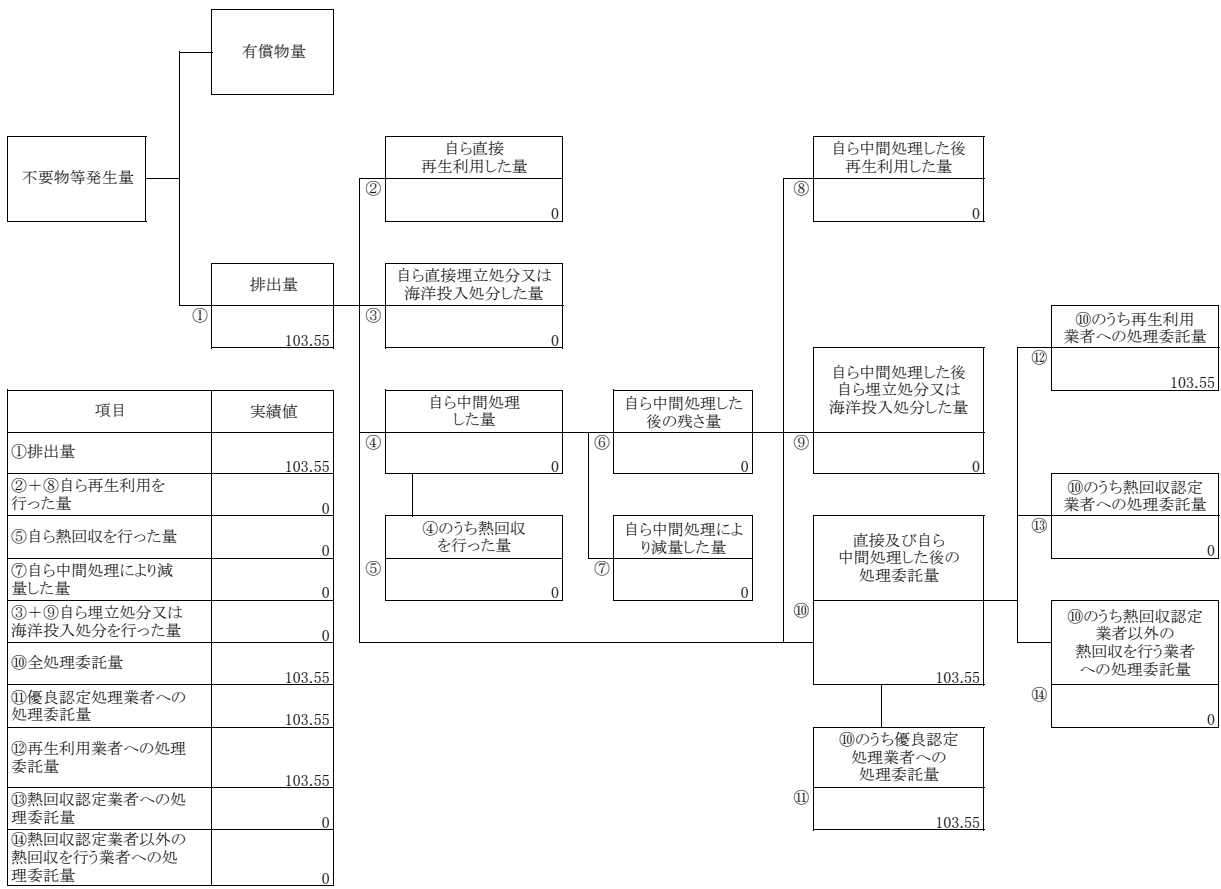 有償物量
不要物等発生量
自ら直接
再生利用した量
②
0
自ら中間処理した後
再生利用した量
⑧
0
排出量
①
103.55
自ら直接埋立処分又は
海洋投入処分した量
③
0
⑩のうち再生利用
業者への処理委託量
⑫
103.55
自ら中間処理
した量
④
0
自ら中間処理した
後の残さ量
⑥
0
自ら中間処理した後
自ら埋立処分又は
海洋投入処分した量
⑨
0
⑩のうち熱回収認定
業者への処理委託量
⑬
0
④のうち熱回収
を行った量
⑤
0
自ら中間処理によ
り減量した量
⑦
0
直接及び自ら
中間処理した後の
処理委託量
⑩
103.55
⑩のうち熱回収認定
業者以外の
熱回収を行う業者
への処理委託量
⑭
0
⑩のうち優良認定
処理業者への
処理委託量
⑪
103.55
項目 実績値
①排出量
103.55
②+⑧自ら再生利用を
行った量
0
⑤自ら熱回収を行った量
0
⑦自ら中間処理により減
量した量
0
③+⑨自ら埋立処分又は
海洋投入処分を行った量
0
⑩全処理委託量
103.55
⑪優良認定処理業者への
処理委託量
103.55
⑫再生利用業者への処理
委託量
103.55
⑬熱回収認定業者への処
理委託量
0
⑭熱回収認定業者以外の
熱回収を行う業者への処
理委託量
0